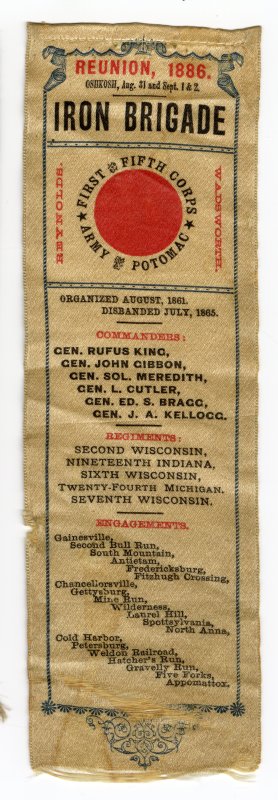 REUNION, 1886.
OSHKOSH, Aug. 31 and Sept. 1 & 2.
IRON BRIGADE
REYNOLDS.
FIRST & FIFTH CORPS
ARMY OF POTOMAC
WADSWORTH.
ORGANIZED AUGUST, 1861.
DISBANDED JULY, 1865.
COMMANDERS:
GEN. RUFUS KING,
GEN. JOHN GIBBON,
GEN. SOL. MEREDITH,
GEN. L. CUTLER,
GEN. ED. S. BRAGG,
GEN. J. A. KELLOGG.
REGIMENTS:
SECOND WISCONSIN,
NINETEENTH INDIANA,
SIXTH WISCONSIN,
TWENTY-FOURTH MICHIGAN.
SEVENTH WISCONSIN.
ENGAGEMENTS.
Gainesville,
Second Bull Run,
South Mountain,
Antietam,
Fredericksburg,
Fitzhugh Crossing,
Chancellorsville,
Gettysburg,
Mine Run,
Wilderness,
Laurel Hill,
Spottsylvania,
North Anna,
Cold Harbor,
Petersburg,
Weldon Railroad,
Hatcher's Run,
Gravelly Run,
Five Forks,
Appomattox.